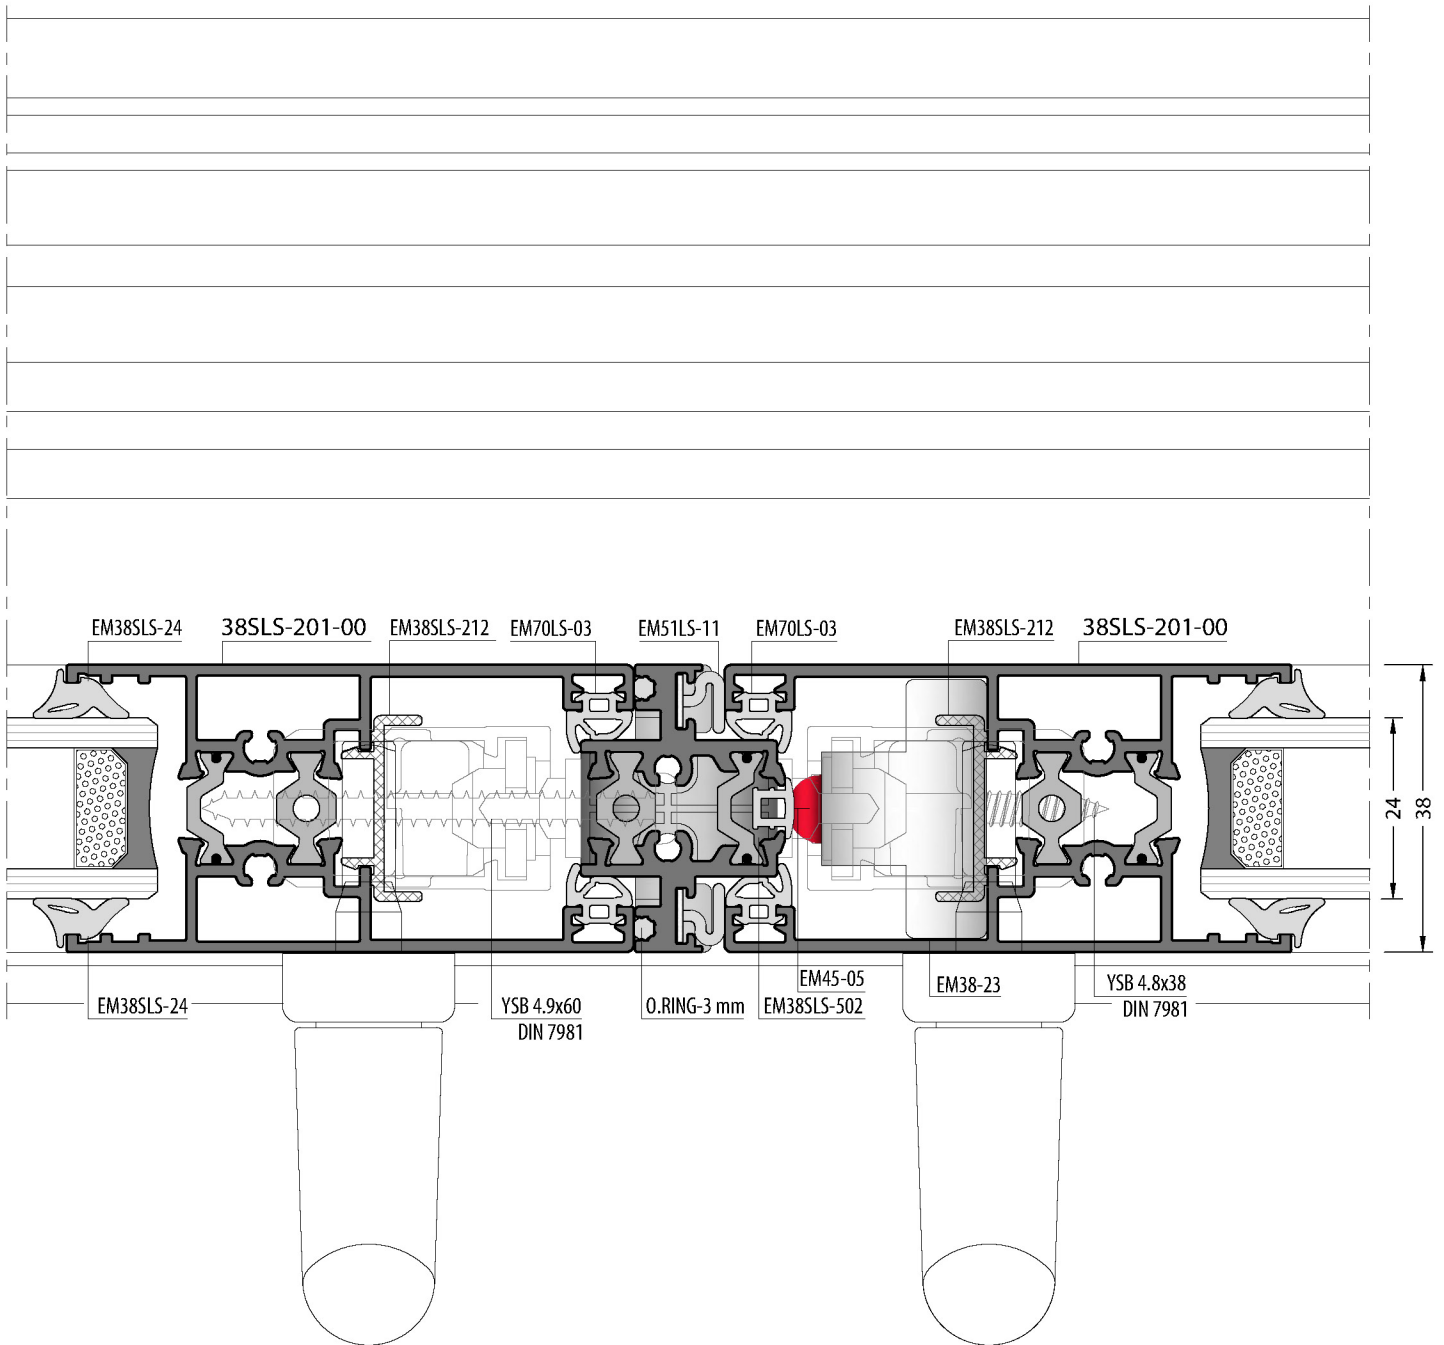 EM38SLS-24
38SLS-201-00
EM38SLS-212
EM70LS-03
EM51LS-11
EM70LS-03
EM38SLS-212
38SLS-201-00
24
38
EM38SLS-24
YSB 4.9x60
DIN 7981
O.RING-3 mm
EM45-05
EM38SLS-502
EM38-23
YSB 4.8x38
DIN 7981